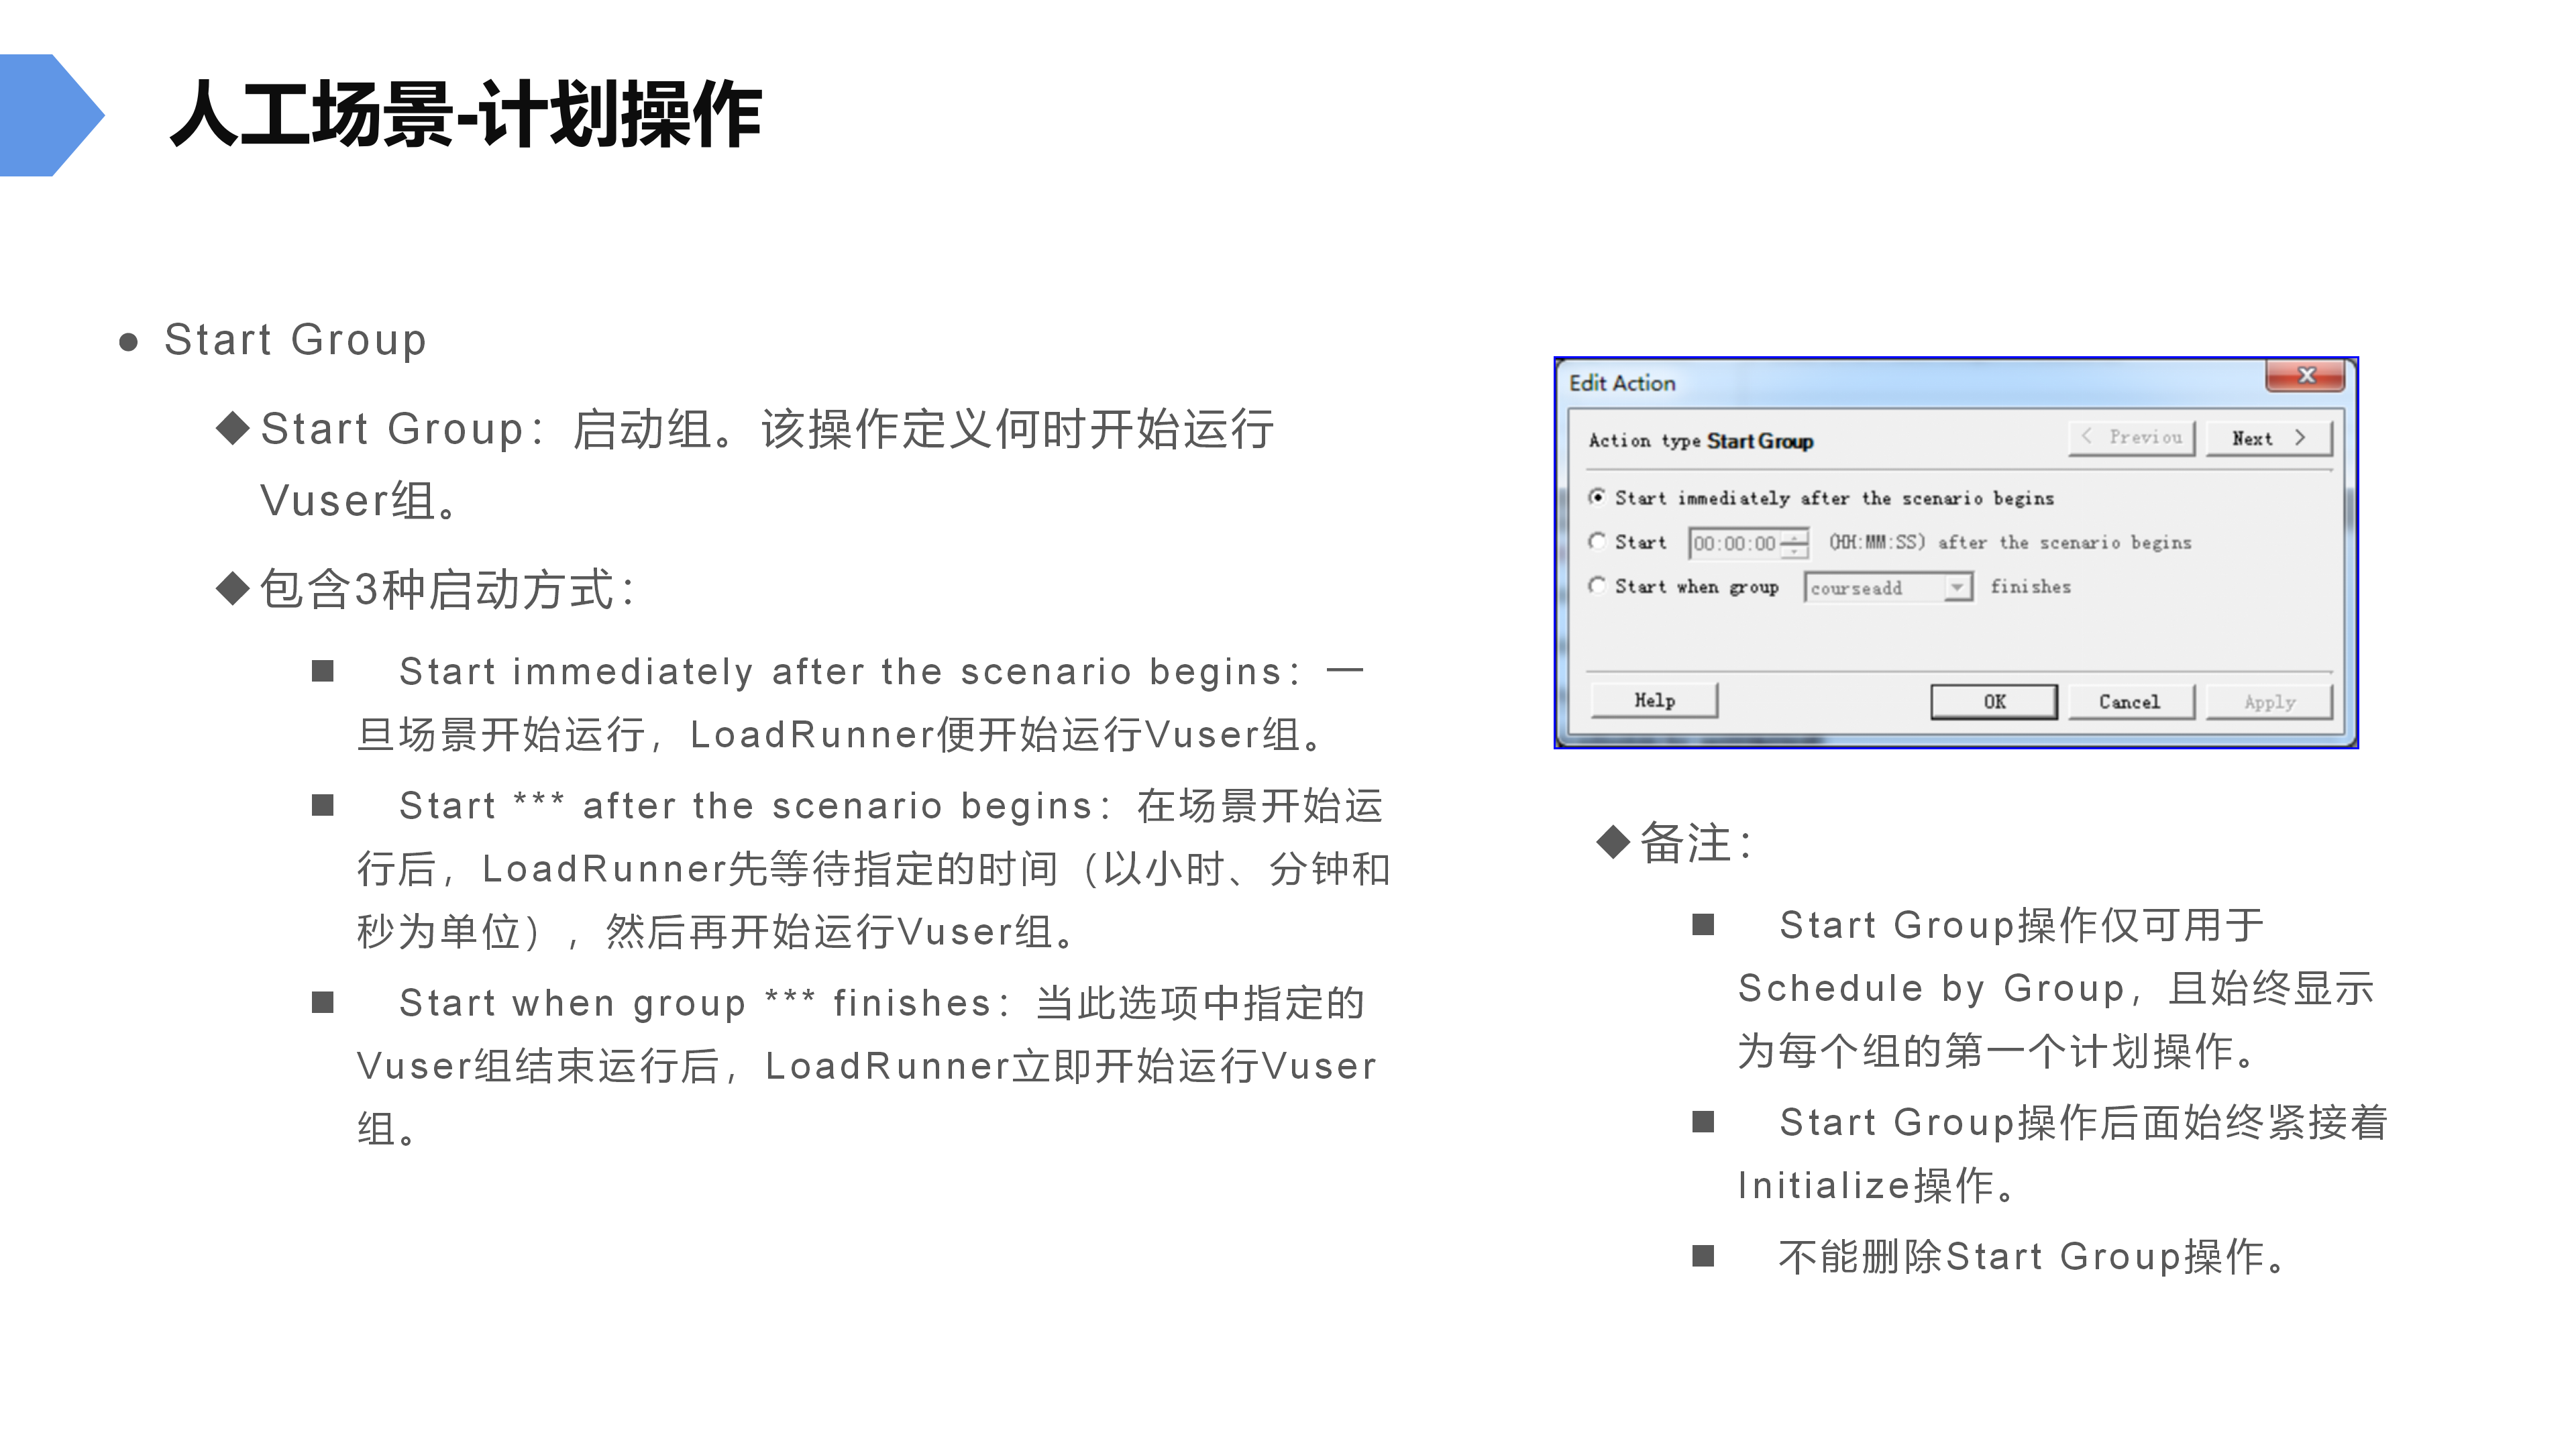 人工场景-计划操作
● Start Group
◆Start Group：启动组。该操作定义何时开始运行
Vuser组。
◆包含3种启动方式：
■ Start immediately after the scenario begins：一
旦场景开始运行，LoadRunner便开始运行Vuser组。
■ Start *** after the scenario begins：在场景开始运
行后，LoadRunner先等待指定的时间（以小时、分钟和
秒为单位），然后再开始运行Vuser组。
■ Start when group *** finishes：当此选项中指定的
Vuser组结束运行后，LoadRunner立即开始运行Vuser
组。
Edit Action
Action type Start Group
< Previou Next >
Start immediately after the scenario begins
Start 00:00:00 (HH:MM:SS) after the scenario begins
Start when group courseadd finishes
Help OK Cancel Apply
◆备注：
■ Start Group操作仅可用于
Schedule by Group，且始终显示
为每个组的第一个计划操作。
■ Start Group操作后面始终紧接着
Initialize操作。
■ 不能删除Start Group操作。